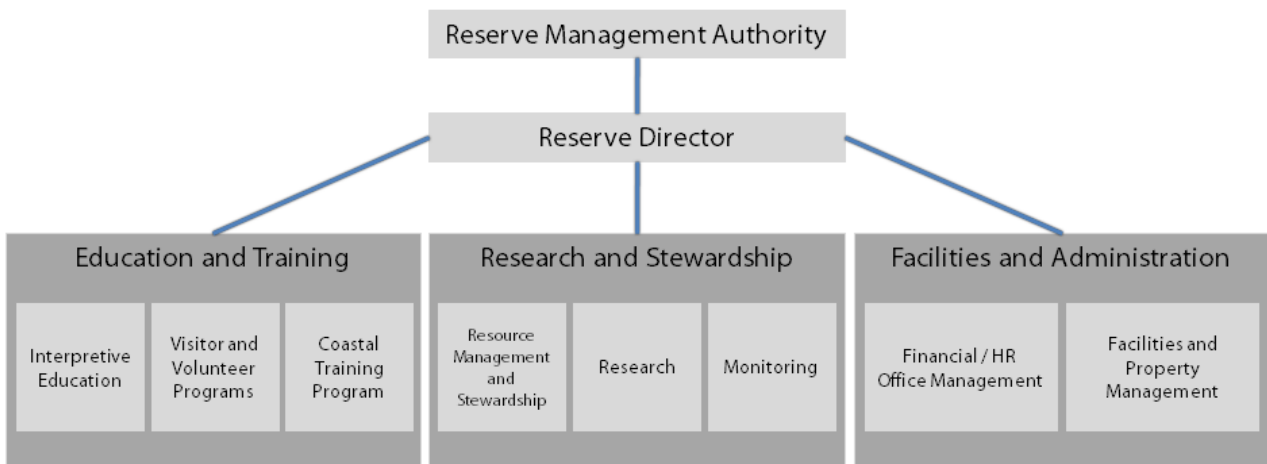 Reserve Management Authority
Reserve Director
Education and Training
Interpretive
Education
Visitor and
Volunteer
Programs
Coastal
Training
Program
Research and Stewardship
Resource
Management
and
Stewardship
Research
Monitoring
Facilities and Administration
Financial / HR
Office Management
Facilities and
Property
Management